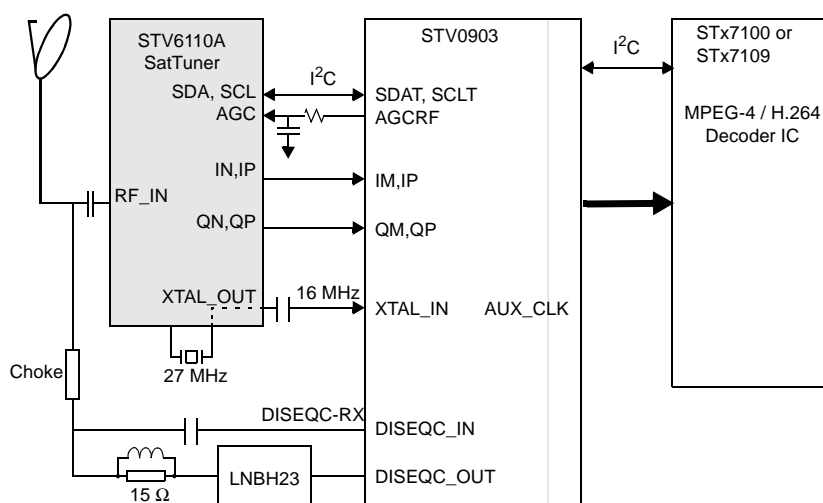 STV6110A
SatTuner
SDA, SCL
AGC
IN,IP
RF_IN
QN,QP
XTAL_OUT
27 MHz
I²C
16 MHz
STV0903
SDAT, SCLT
AGCRF
IM,IP
QM,QP
XTAL_IN
AUX_CLK
DISEQC_IN
DISEQC_OUT
I²C
STx7100 or
STx7109
MPEG-4 / H.264
Decoder IC
Choke
DISEQC-RX
15 Ω
LNBH23